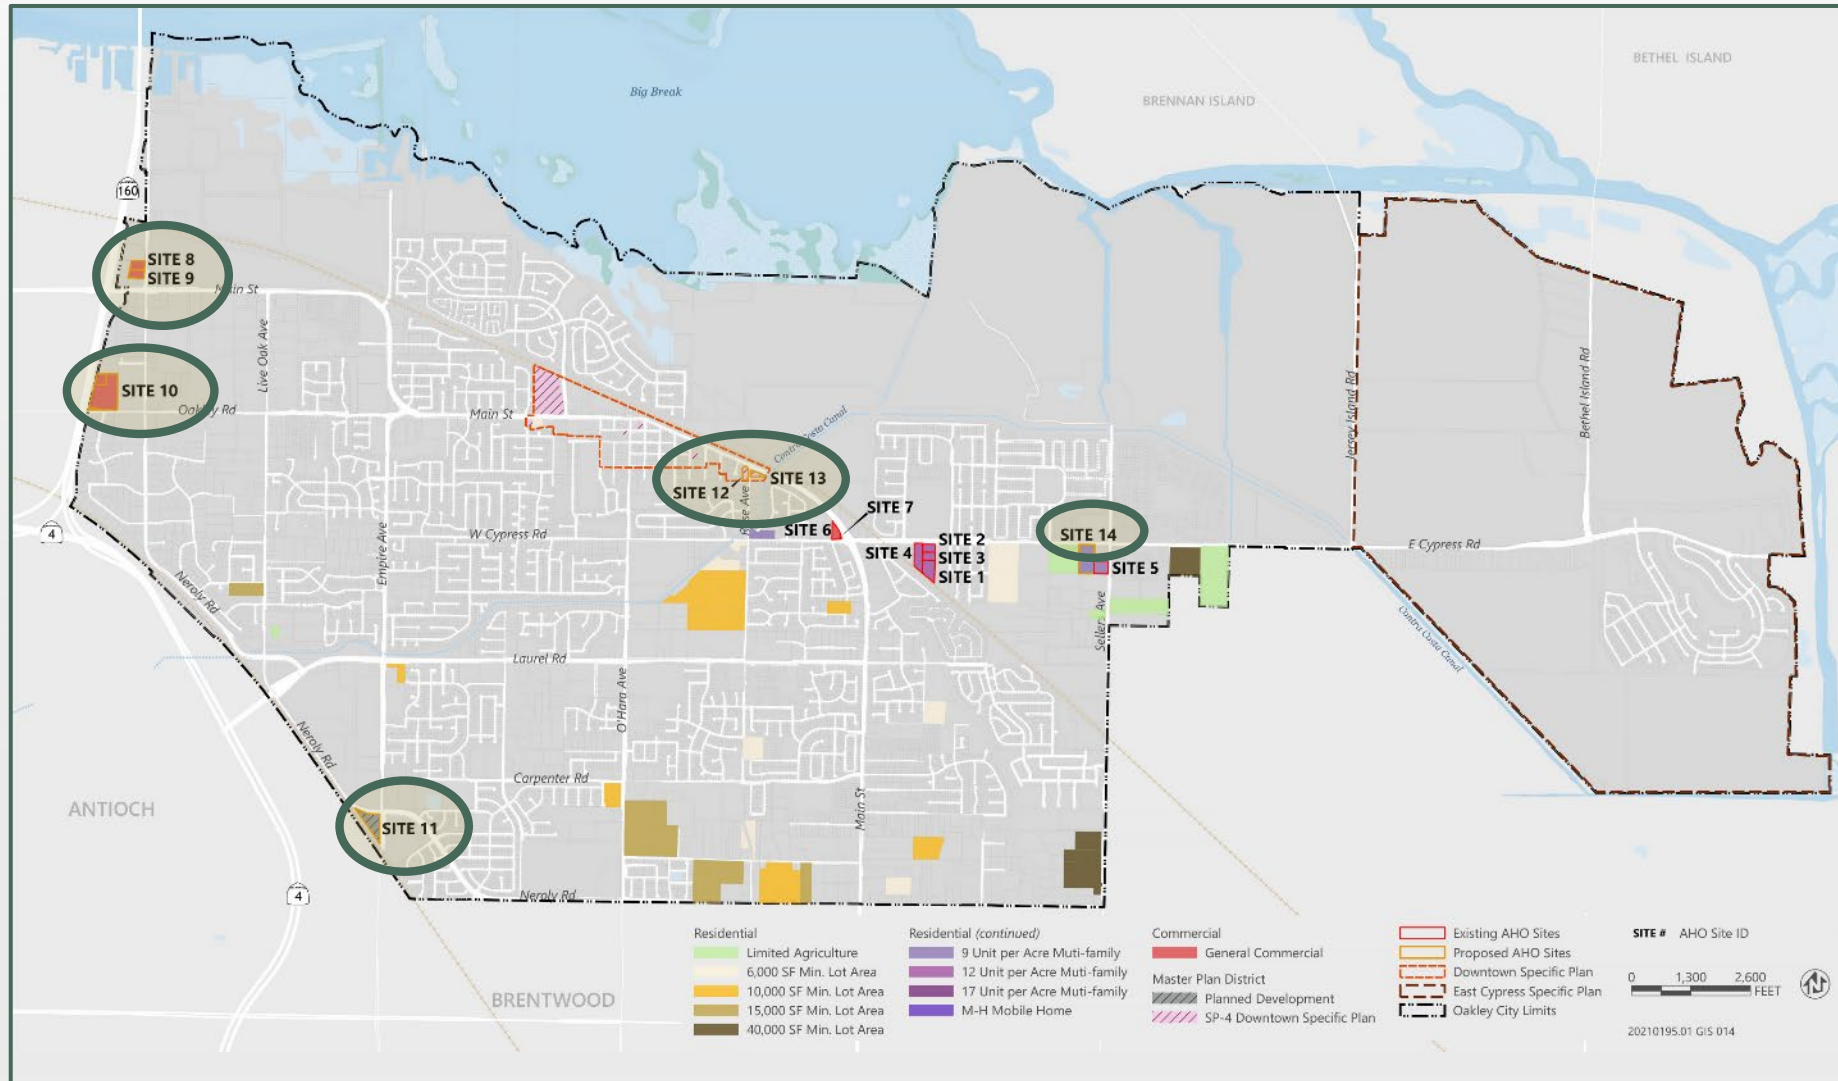 BETHEL ISLAND
Big Break
BRENNAN ISLAND
160
SITE 8
SITE 9
Main St
Live Oak Ave
SITE 10
Oakley Rd
Main St
Contra Costa Canal
Jersey Island Rd
Bethel Island Rd
SITE 12
SITE 13
Rose Ave
SITE 7
SITE 6
4
W Cypress Rd
SITE 2
SITE 4
SITE 3
SITE 1
SITE 14
SITE 5
E Cypress Rd
Empire Ave
Neroly Rd
Sellers Ave
Contra Costa Canal
Laurel Rd
O'Hara Ave
Neroly Rd
Carpenter Rd
Main St
ANTIOCH
SITE 11
4
Neroly Rd
BRENTWOOD
Residential
Limited Agriculture
6,000 SF Min. Lot Area
10,000 SF Min. Lot Area
15,000 SF Min. Lot Area
40,000 SF Min. Lot Area
Residential (continued)
9 Unit per Acre Muti-family
12 Unit per Acre Muti-family
17 Unit per Acre Muti-family
M-H Mobile Home
Commercial
General Commercial
Master Plan District
Planned Development
SP-4 Downtown Specific Plan
Existing AHO Sites
Proposed AHO Sites
Downtown Specific Plan
East Cypress Specific Plan
Oakley City Limits
SITE # AHO Site ID
0 1,300 2,600
FEET
20210195.01 GIS 014